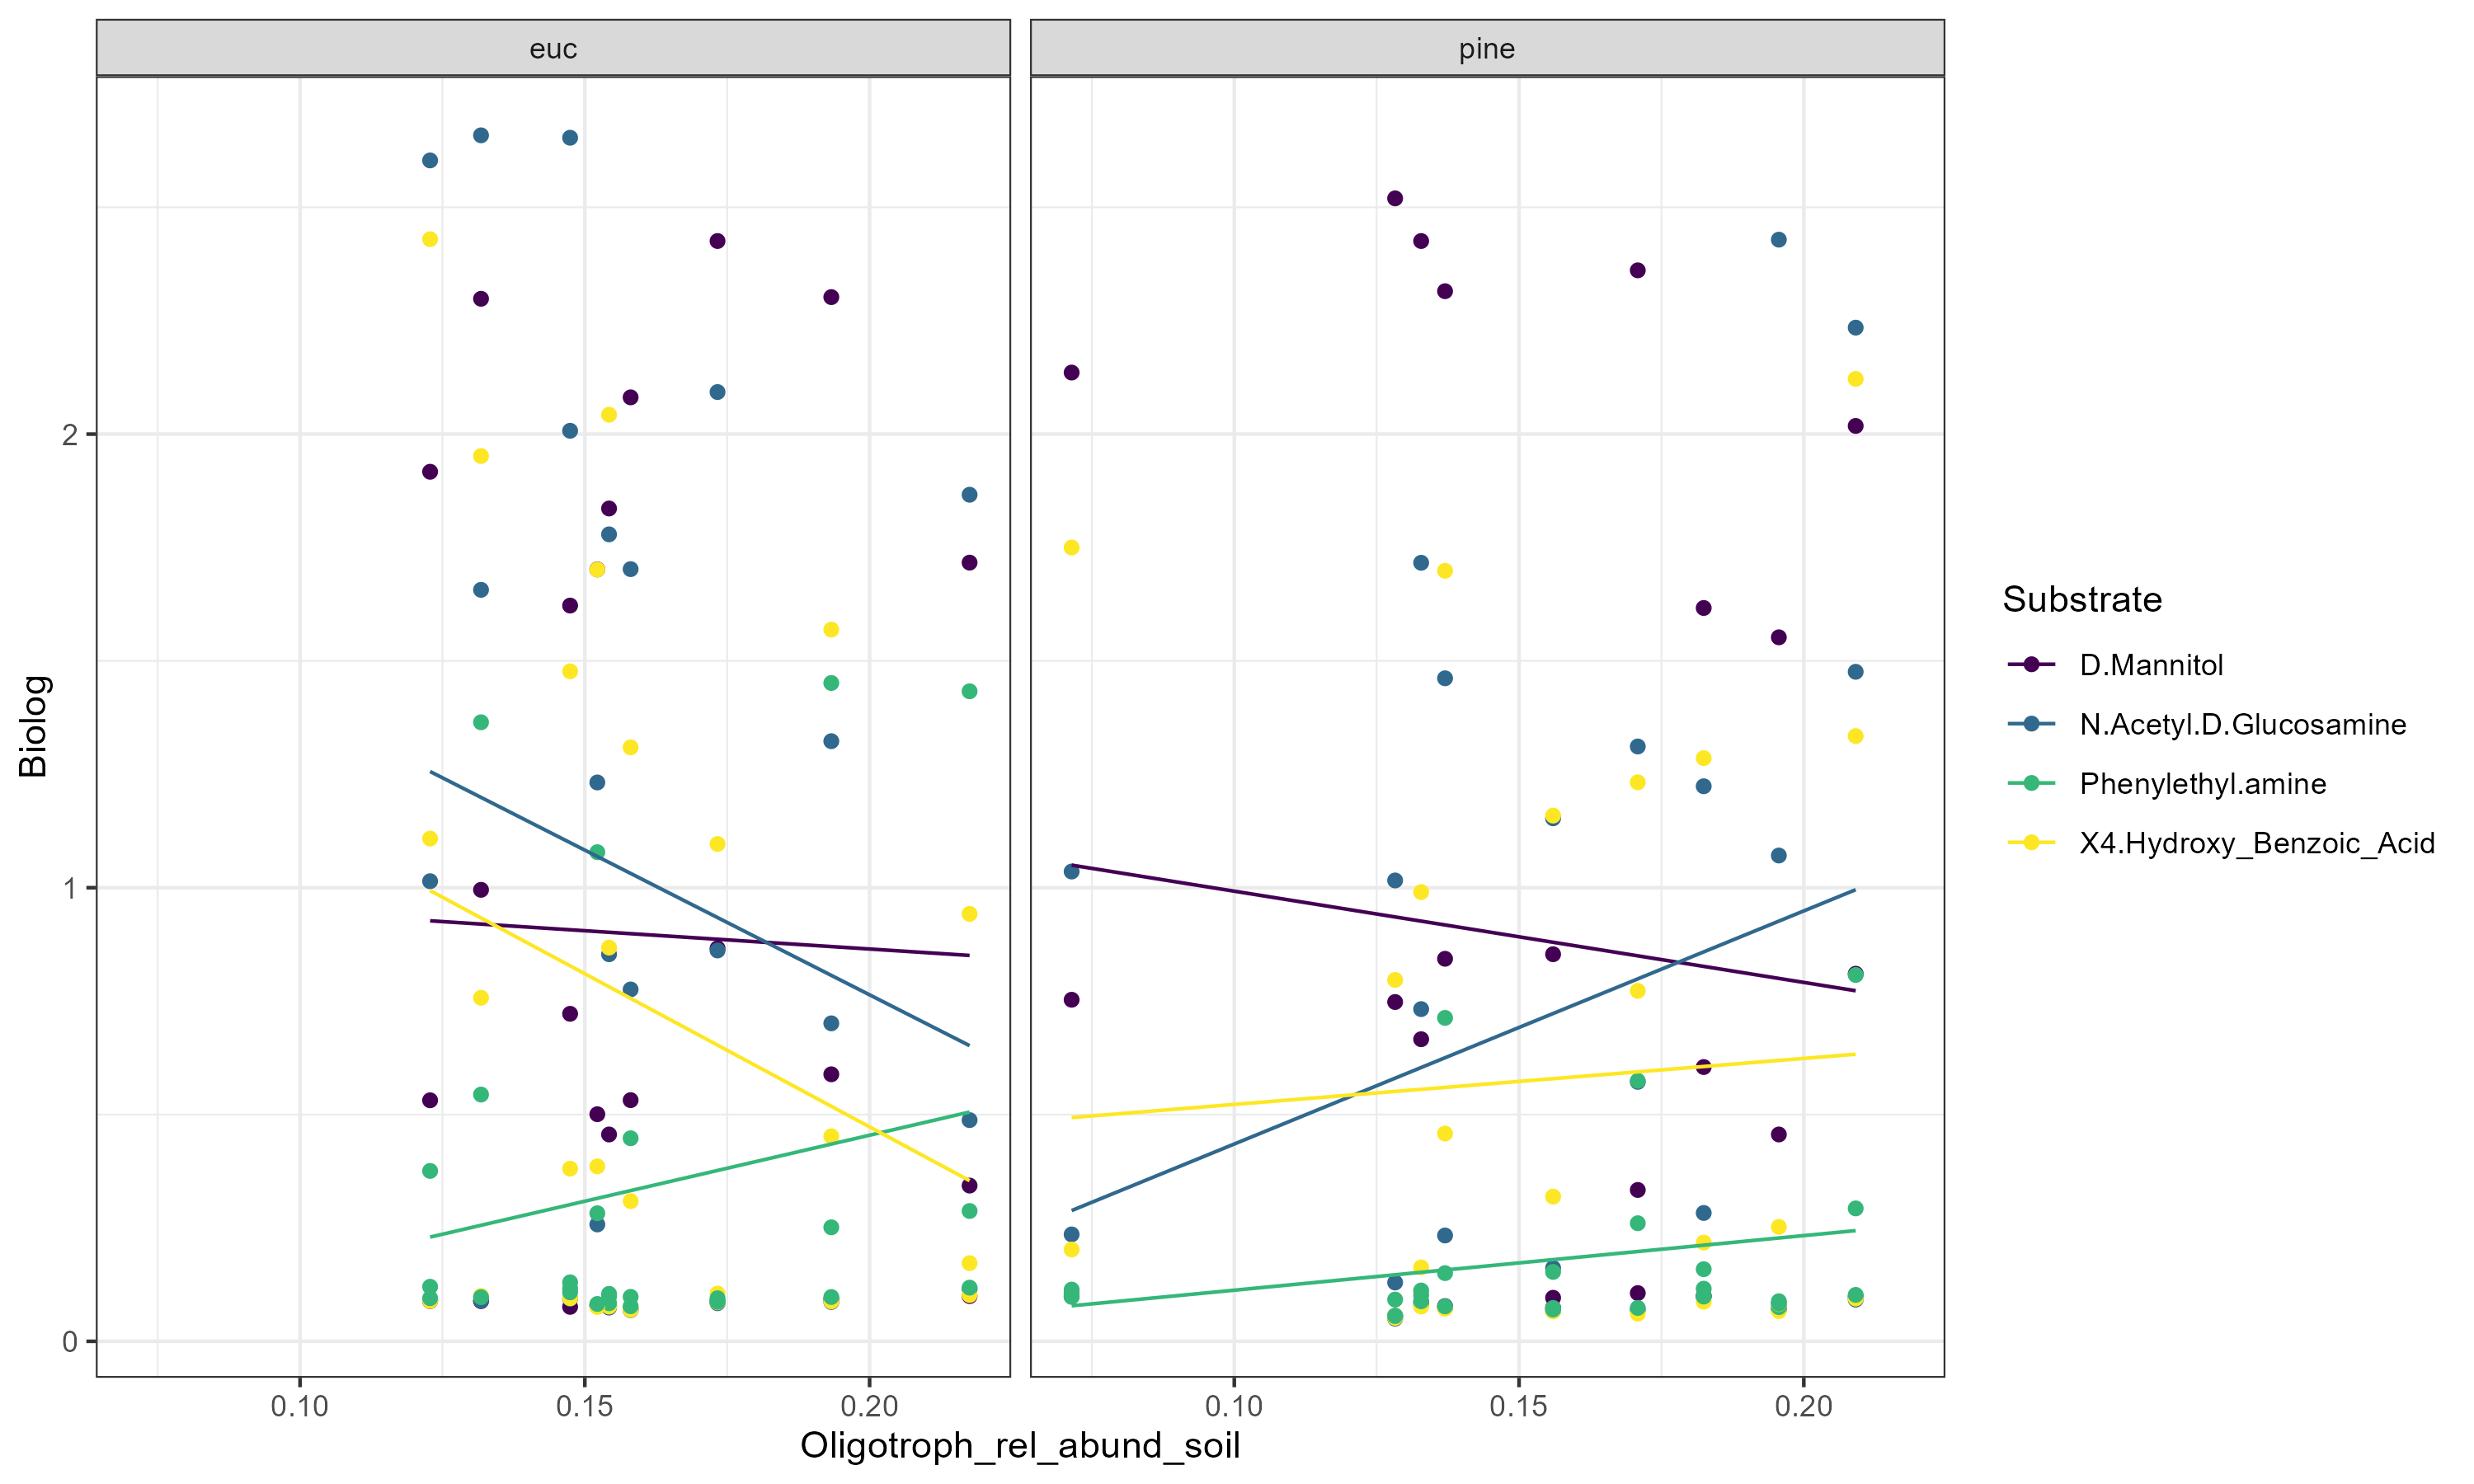 euc
pine
Biolog
2
1
0
0.10
0.15
0.20
0.10
0.15
0.20
Oligotroph_rel_abund_soil
Substrate
D.Mannitol
N.Acetyl.D.Glucosamine
Phenylethyl.amine
X4.Hydroxy_Benzoic_Acid